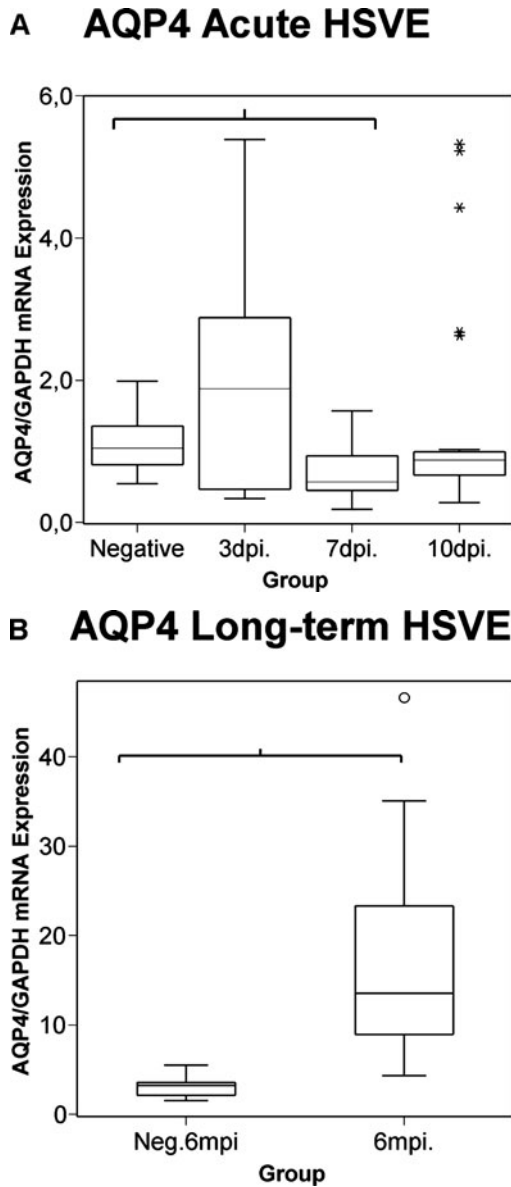 A AQP4 Acute HSVE
AQP4/GAPDH mRNA Expression
6,0
4,0
2,0
0,0
Negative 3dpi. 7dpi. 10dpi.
Group
B AQP4 Long-term HSVE
AQP4/GAPDH mRNA Expression
40
30
20
10
0
Neg.6mpi 6mpi.
Group